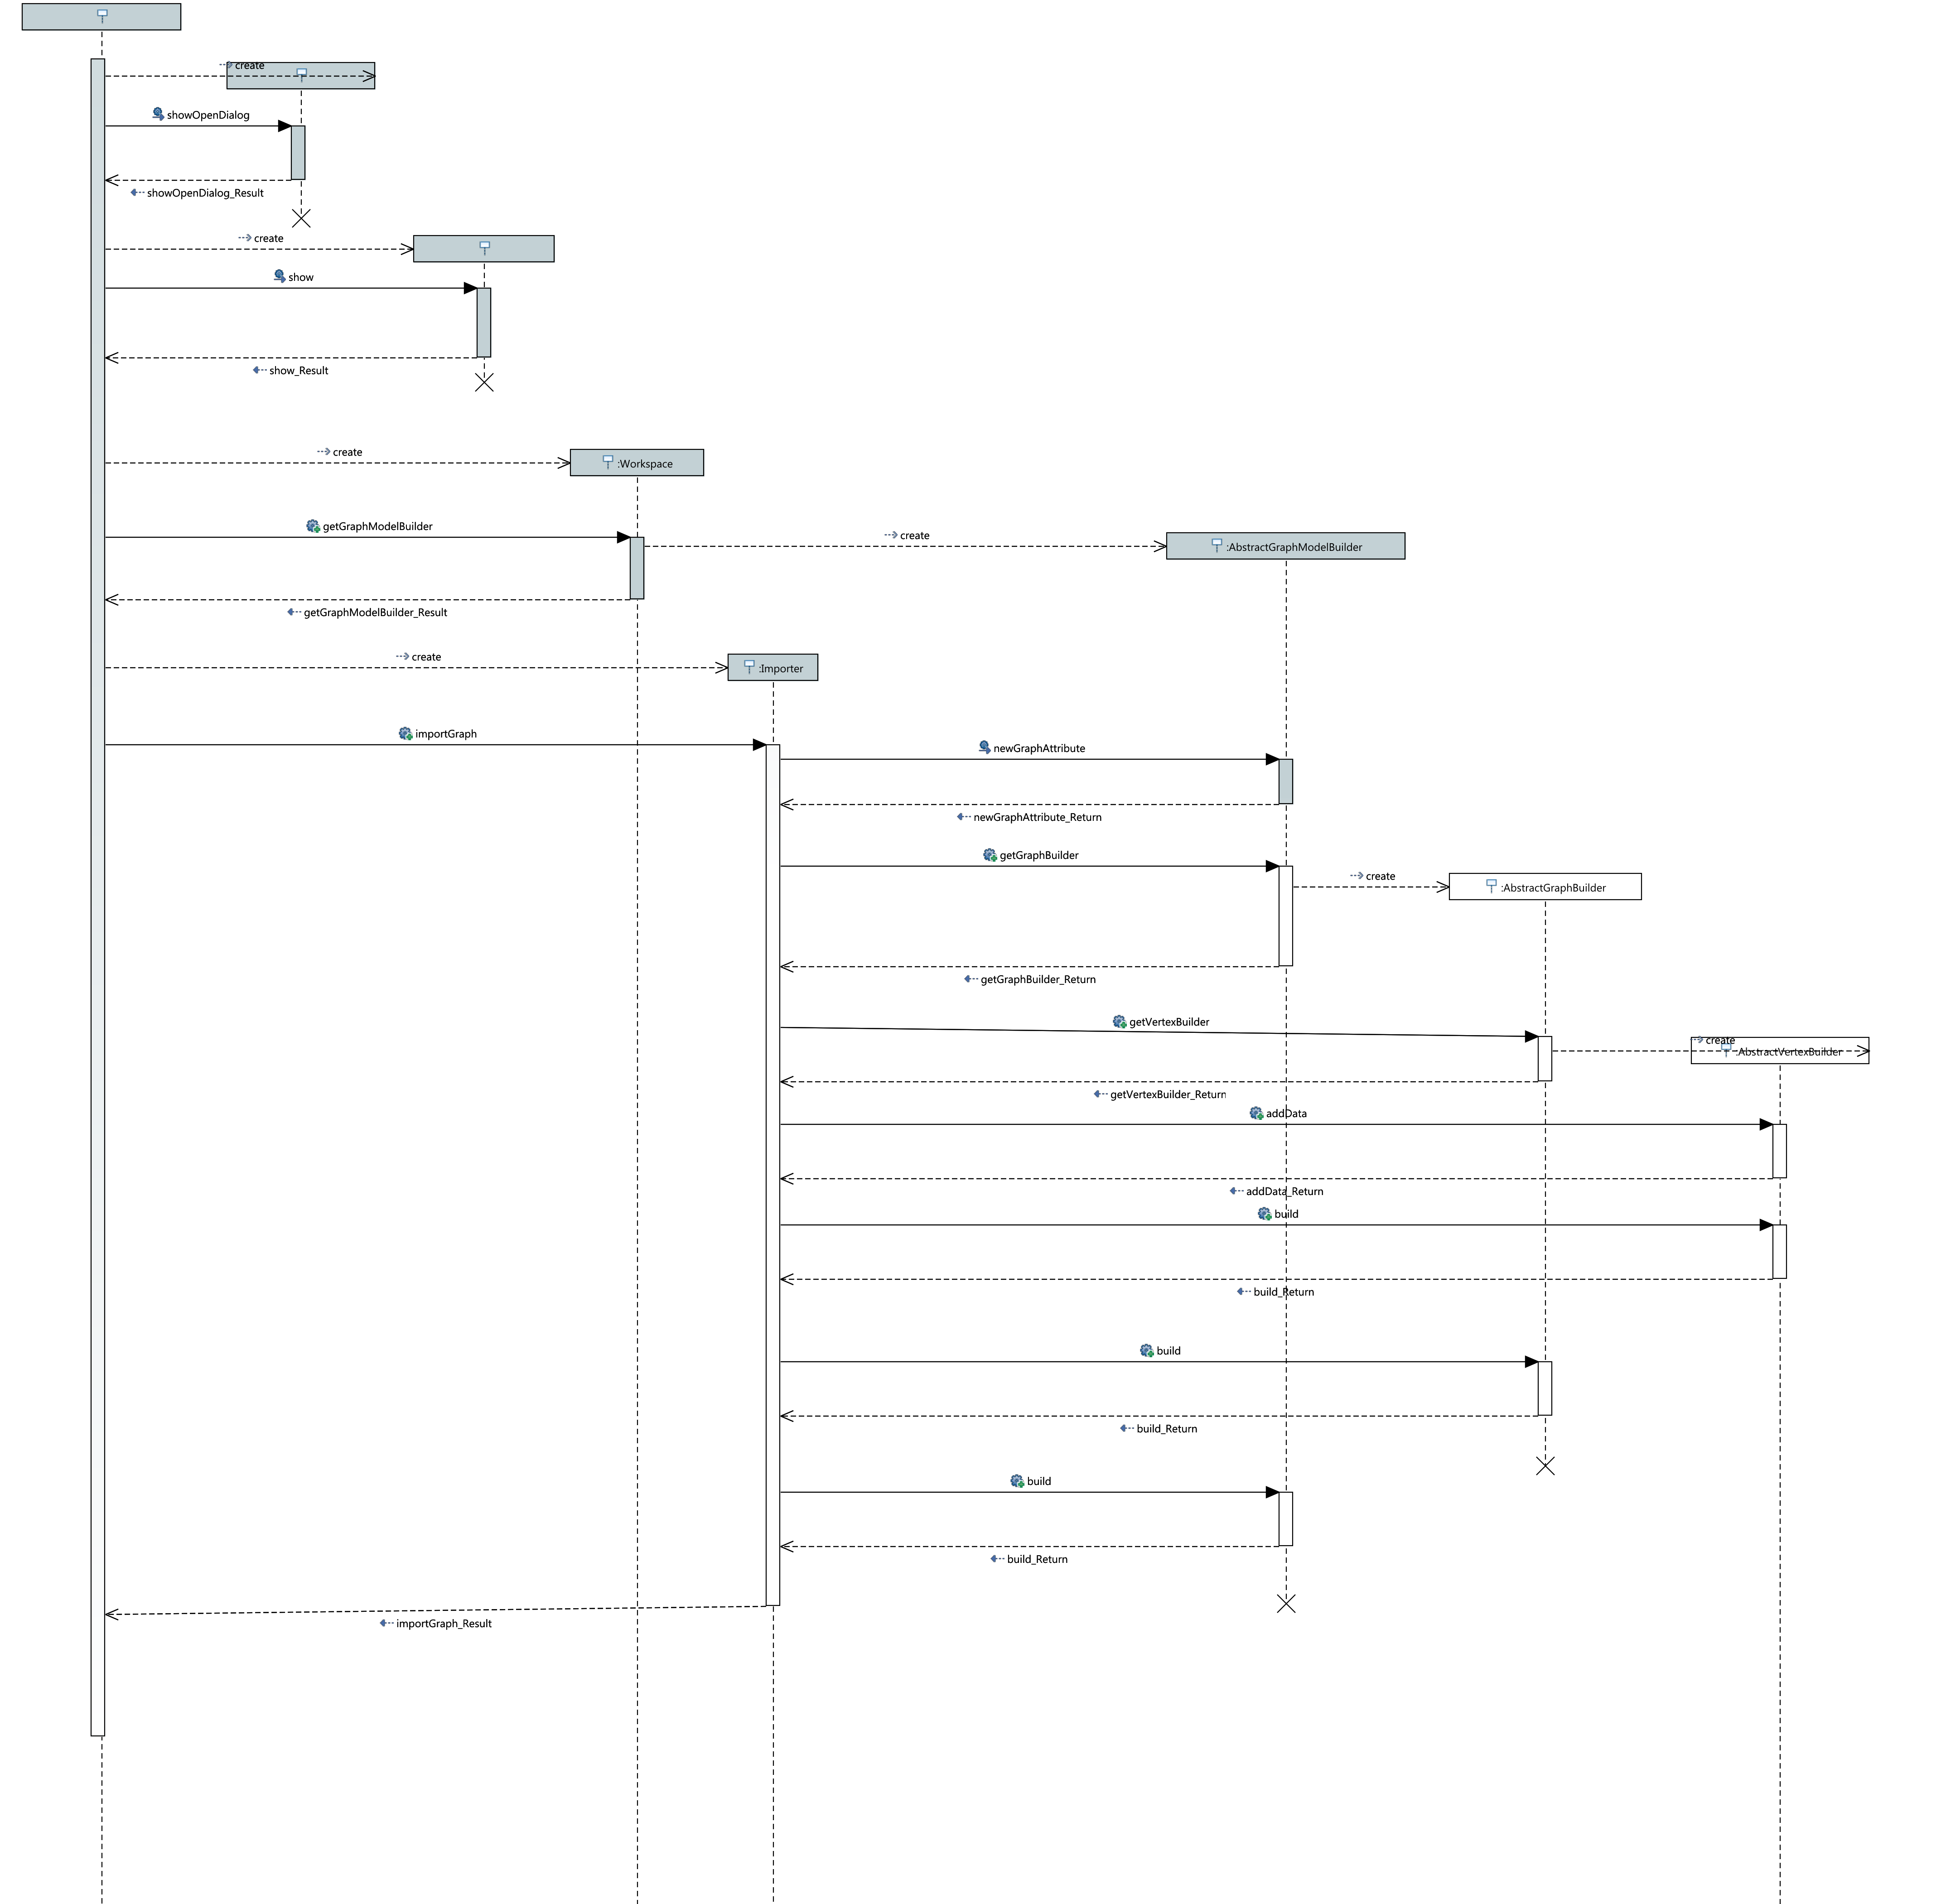 create
showOpenDialog
showOpenDialog_Result
create
show
show_Result
create
:Workspace
getGraphModelBuilder
create
:AbstractGraphModelBuilder
getGraphModelBuilder_Result
create
:Importer
importGraph
newGraphAttribute
newGraphAttribute_Return
getGraphBuilder
create
:AbstractGraphBuilder
getGraphBuilder_Return
getVertexBuilder
create
:AbstractVertexBuilder
getVertexBuilder_Return
addData
addData_Return
build
build_Return
build
build_Return
build
build_Return
importGraph_Result